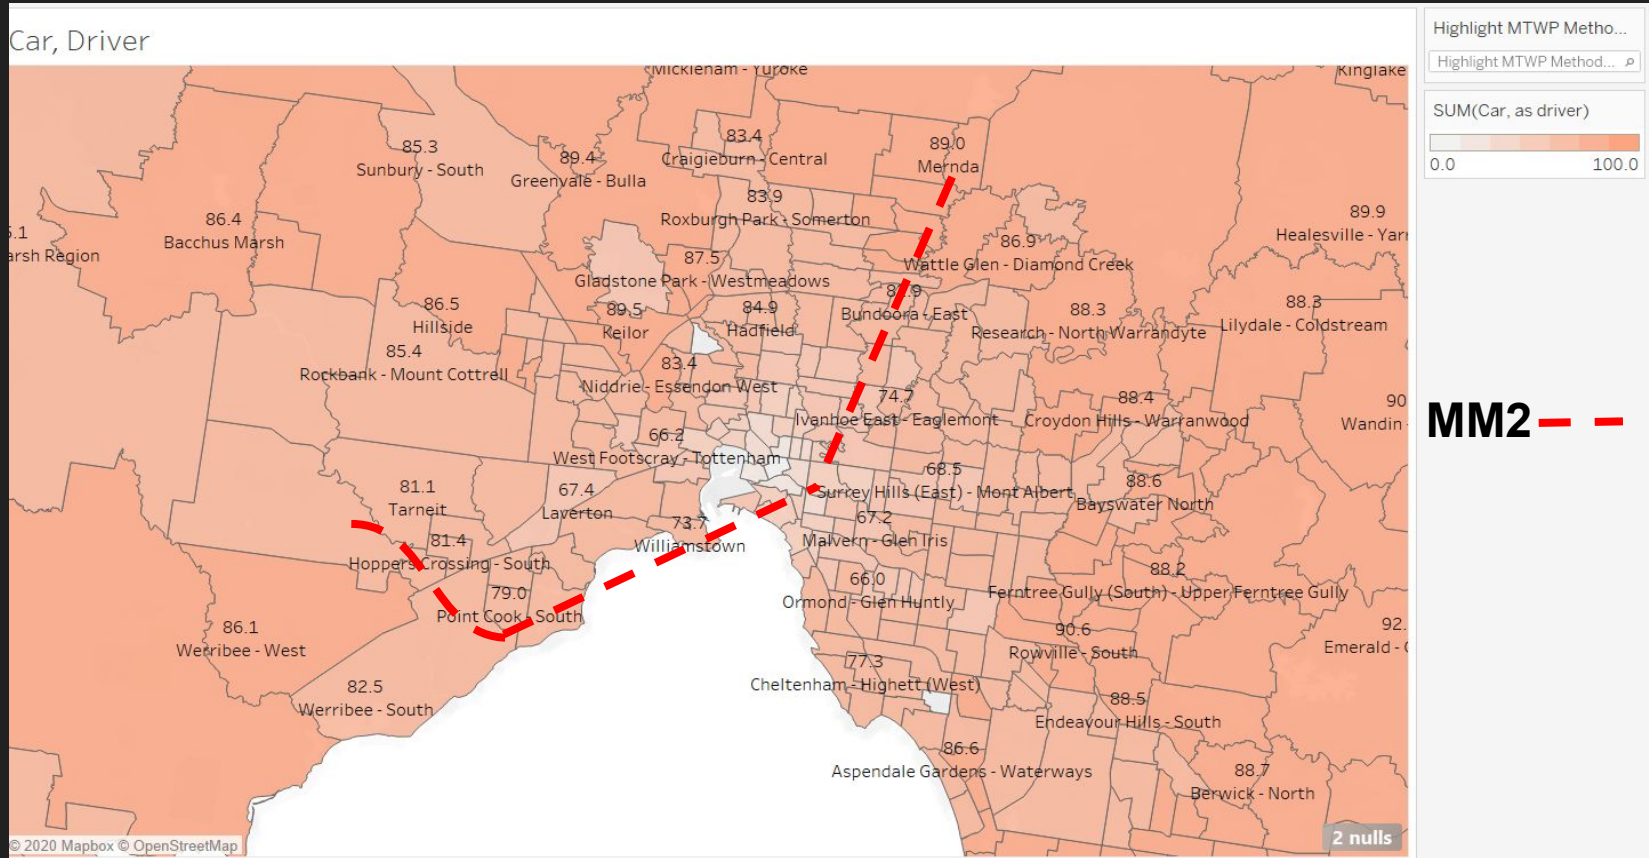 Car, Driver
Highlight MTWP Metho...
Highlight MTWP Method...
SUM(Car, as driver)
0.0 100.0
MM2
Mickleham - Yuroke
Kinglake
83.4
Craigieburn - Central
89.0
Mernda
85.3
Sunbury - South
89.4
Greenvale - Bulla
83.9
Roxburgh Park - Somerton
86.4
Bacchus Marsh
89.9
Healesville - Yarr
.1
arsh Region
86.9
Wattle Glen - Diamond Creek
87.5
Gladstone Park - Westmeadows
86.5
Hillside
89.5
Keilor
84.9
Hadfield
Bundoora - East
88.3
Research - North Warrandyte
88.3
Lilydale - Coldstream
85.4
Rockbank - Mount Cottrell
83.4
Niddrie - Essendon West
74.7
Ivanhoe East - Eaglemont
88.4
Croydon Hills - Warranwood
90
Wandin -
66.2
West Footscray - Tottenham
68.5
Surrey Hills (East) - Mont Albert
88.6
Bayswater North
81.1
Tarneit
67.4
Laverton
73.7
Williamstown
67.2
Malvern - Glen Iris
81.4
Hoppers Crossing - South
79.0
Point Cook - South
66.0
Ormond - Glen Huntly
88.2
Ferntree Gully (South) - Upper Ferntree Gully
86.1
Werribee - West
90.6
Rowville - South
92.
Emerald - C
82.5
Werribee - South
77.3
Cheltenham - Highett (West)
88.5
Endeavour Hills - South
86.6
Aspendale Gardens - Waterways
88.7
Berwick - North
© 2020 Mapbox © OpenStreetMap
2 nulls